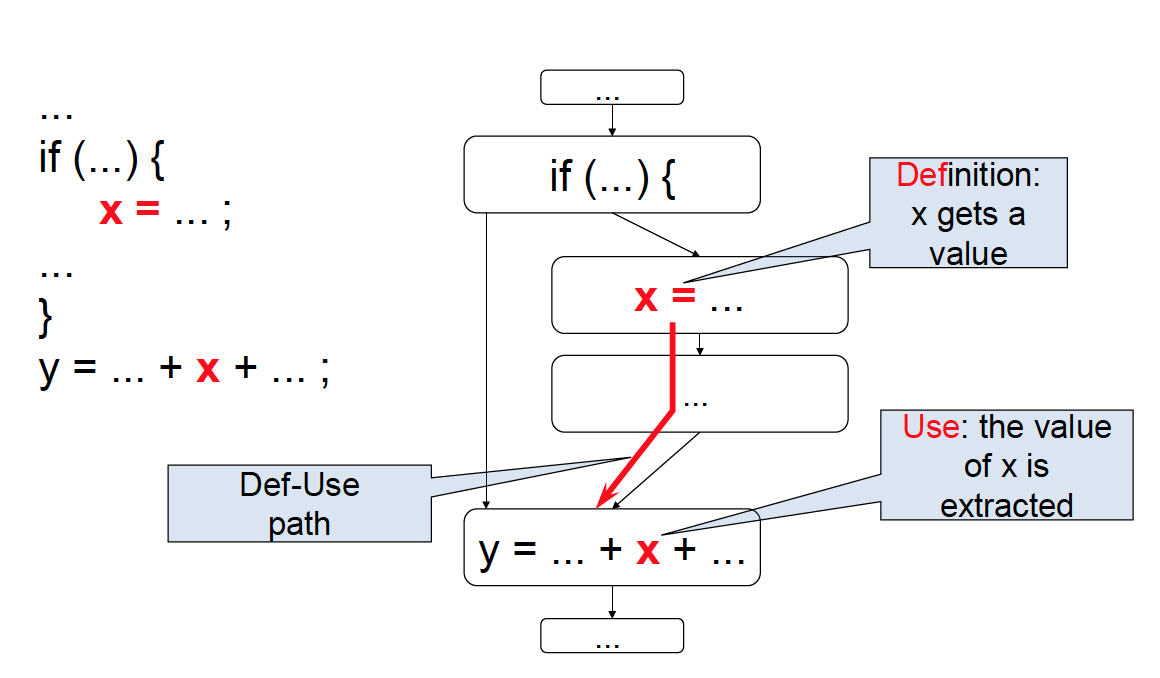 ...
if (...) {
x = ... ;
...
}
y = ... + x + ... ;
...
if (...) {
Definition:
x gets a
value
x = ...
...
Use: the value
of x is
extracted
Def-Use
path
y = ... + x + ...
...